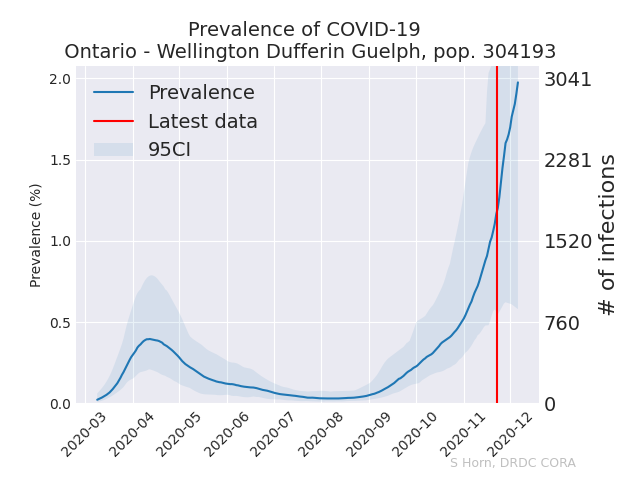 Prevalence of COVID-19
Ontario - Wellington Dufferin Guelph, pop. 304193
Prevalence
Latest data
95CI
Prevalence (%)
2.0
1.5
1.0
0.5
0.0
3041
2281
1520
760
0
# of infections
2020-03
2020-04
2020-05
2020-06
2020-07
2020-08
2020-09
2020-10
2020-11
2020-12
S Horn, DRDC CORA